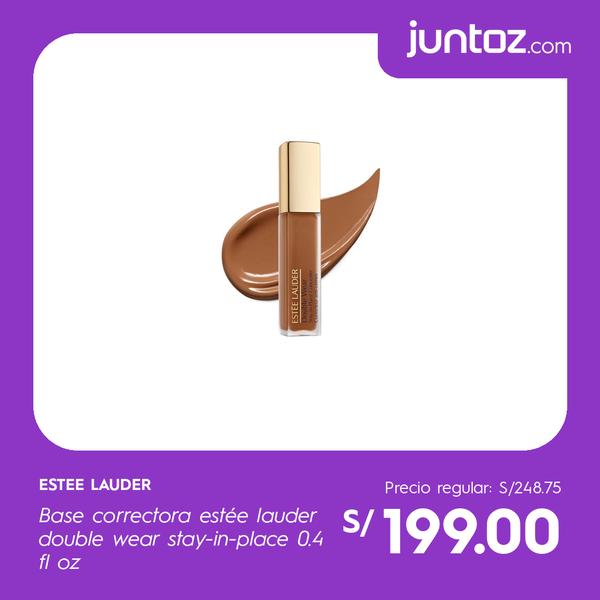 juntoz.com
ESTĒE LAUDER
ESTEE LAUDER
Precio regular: S/248.75
Base correctora estée lauder
double wear stay-in-place 0.4
fl oz
S/199.00